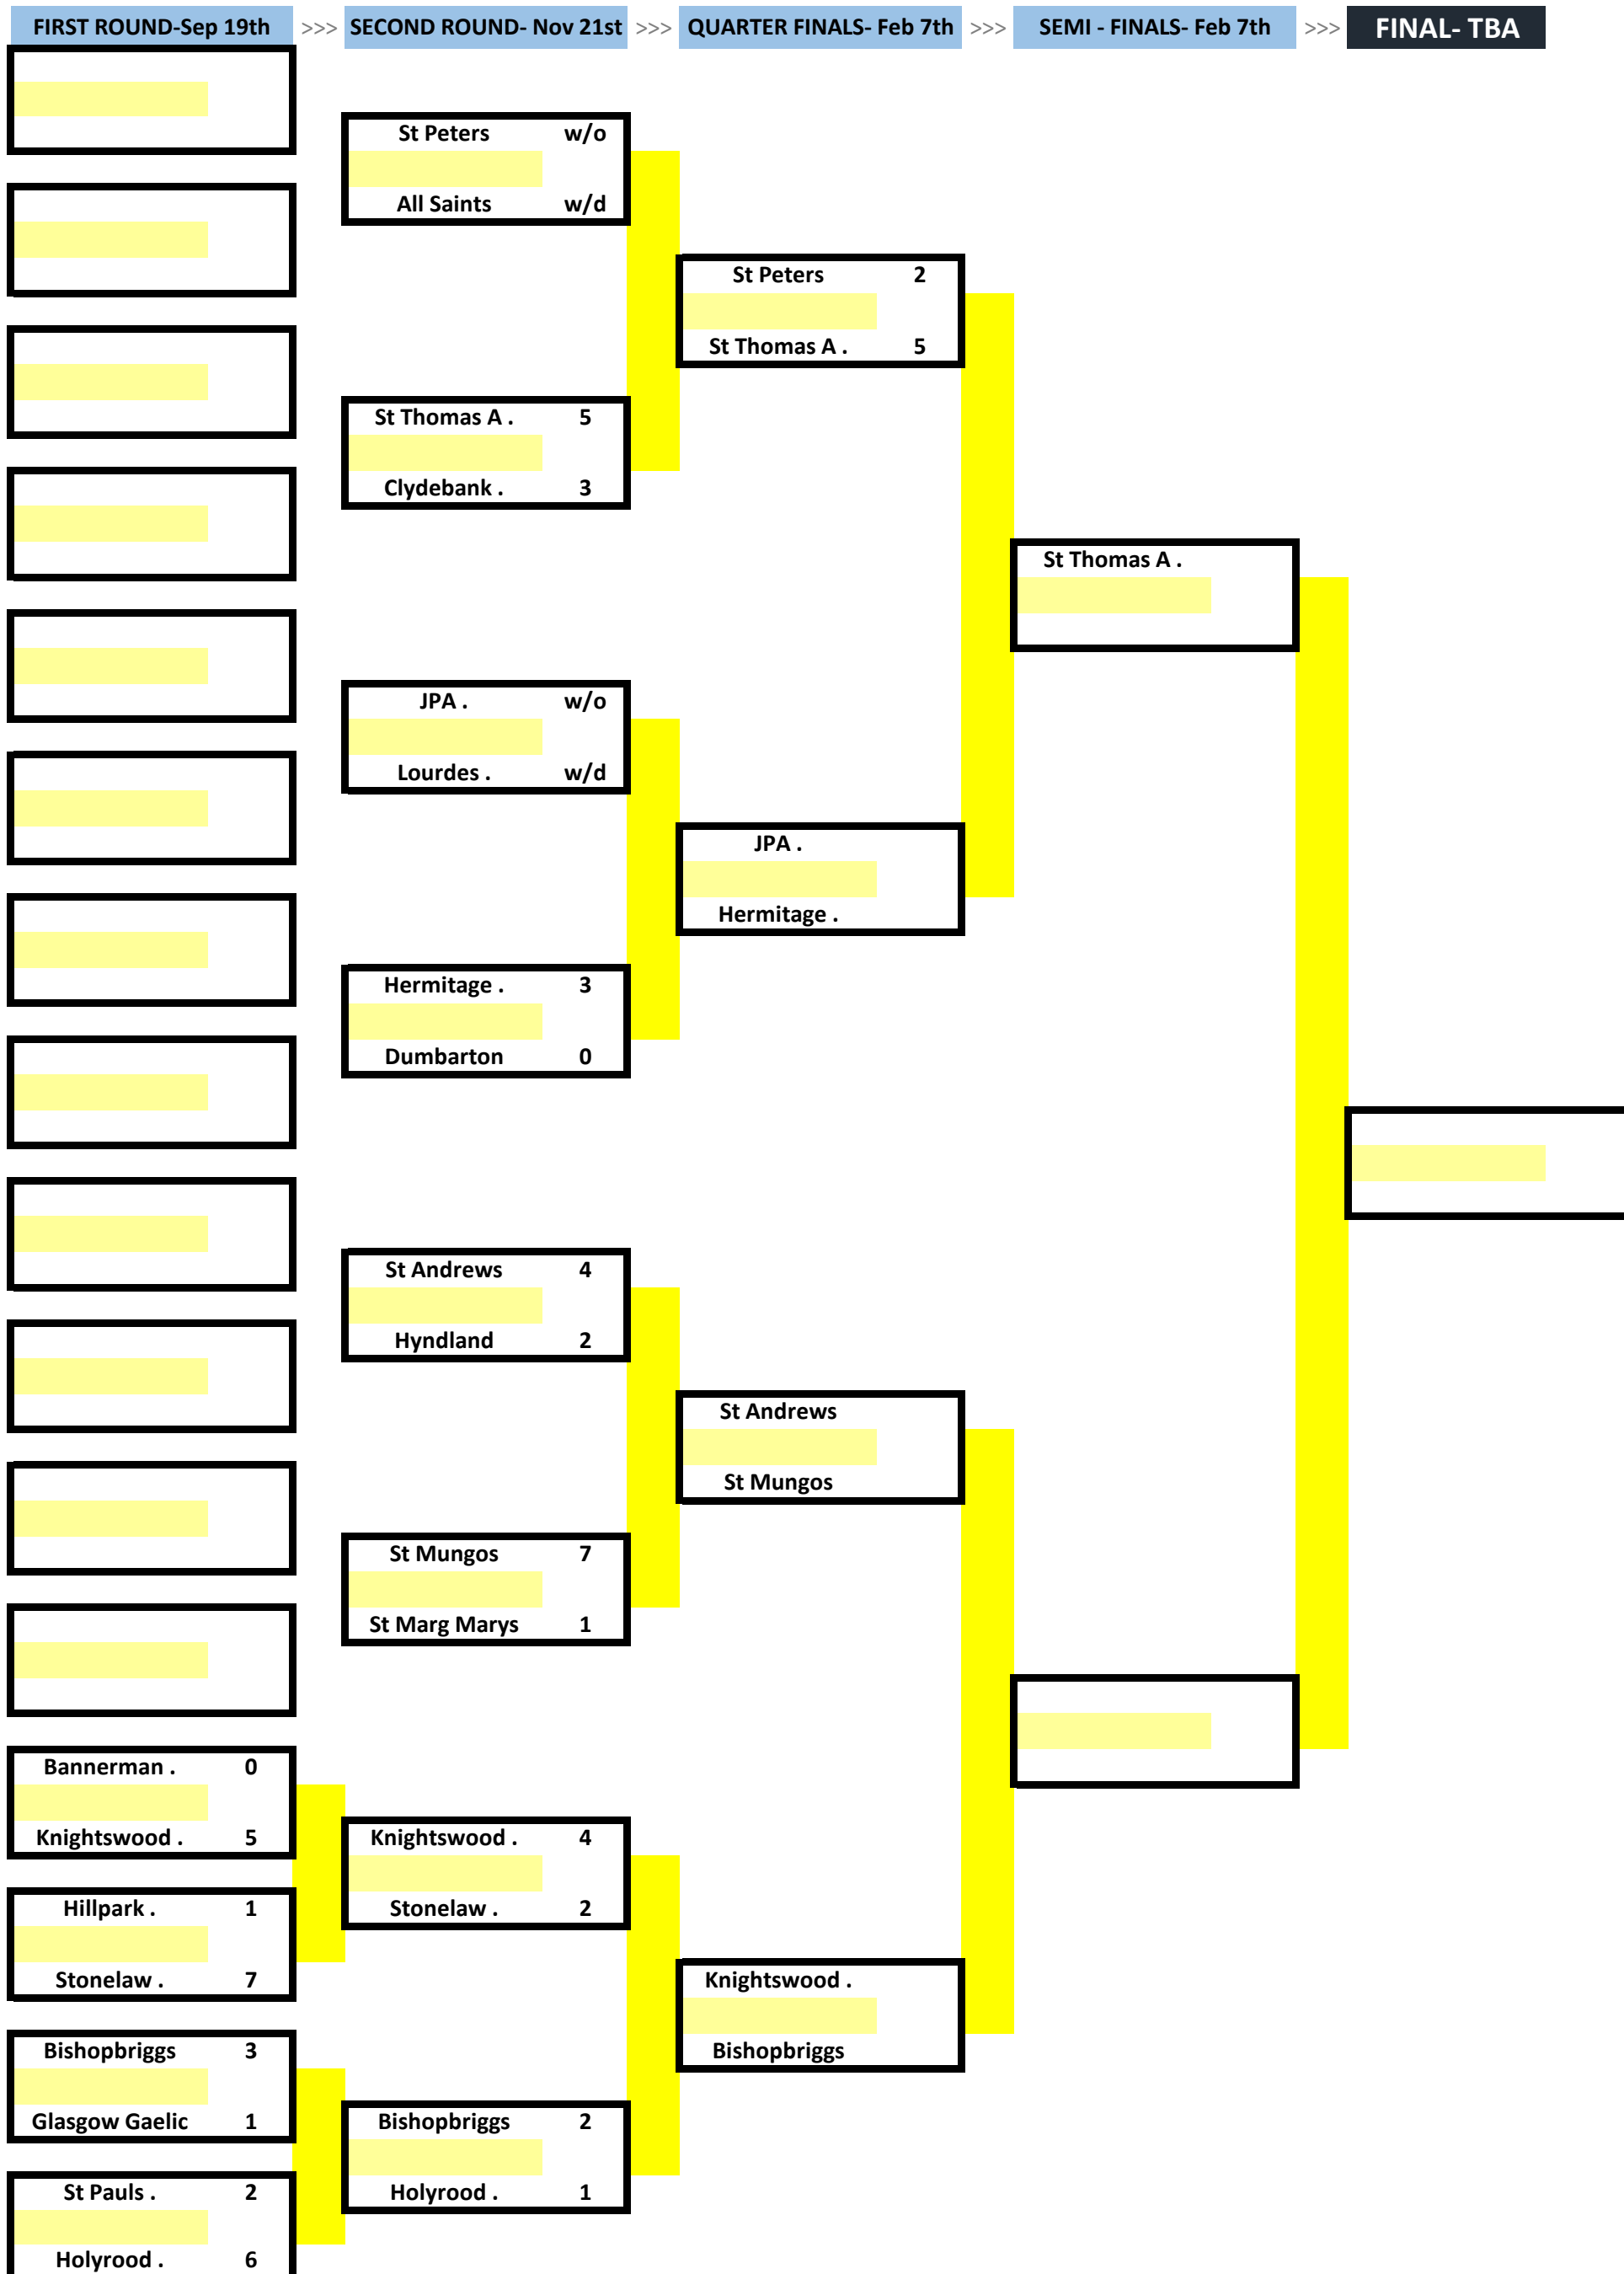 FIRST ROUND-Sep 19th >>> SECOND ROUND- Nov 21st >>> QUARTER FINALS- Feb 7th >>> SEMI - FINALS- Feb 7th >>> FINAL- TBA
St Peters w/o
All Saints w/d
St Peters 2
St Thomas A . 5
St Thomas A . 5
Clydebank . 3
St Thomas A .
JPA . w/o
Lourdes . w/d
JPA .
Hermitage .
Hermitage . 3
Dumbarton 0
St Andrews 4
Hyndland 2
St Andrews
St Mungos
St Mungos 7
St Marg Marys 1
Bannerman . 0
Knightswood . 5
Knightswood . 4
Stonelaw . 2
Hillpark . 1
Stonelaw . 7
Knightswood .
Bishopbriggs
Bishopbriggs 3
Glasgow Gaelic 1
Bishopbriggs 2
Holyrood . 1
St Pauls . 2
Holyrood . 6